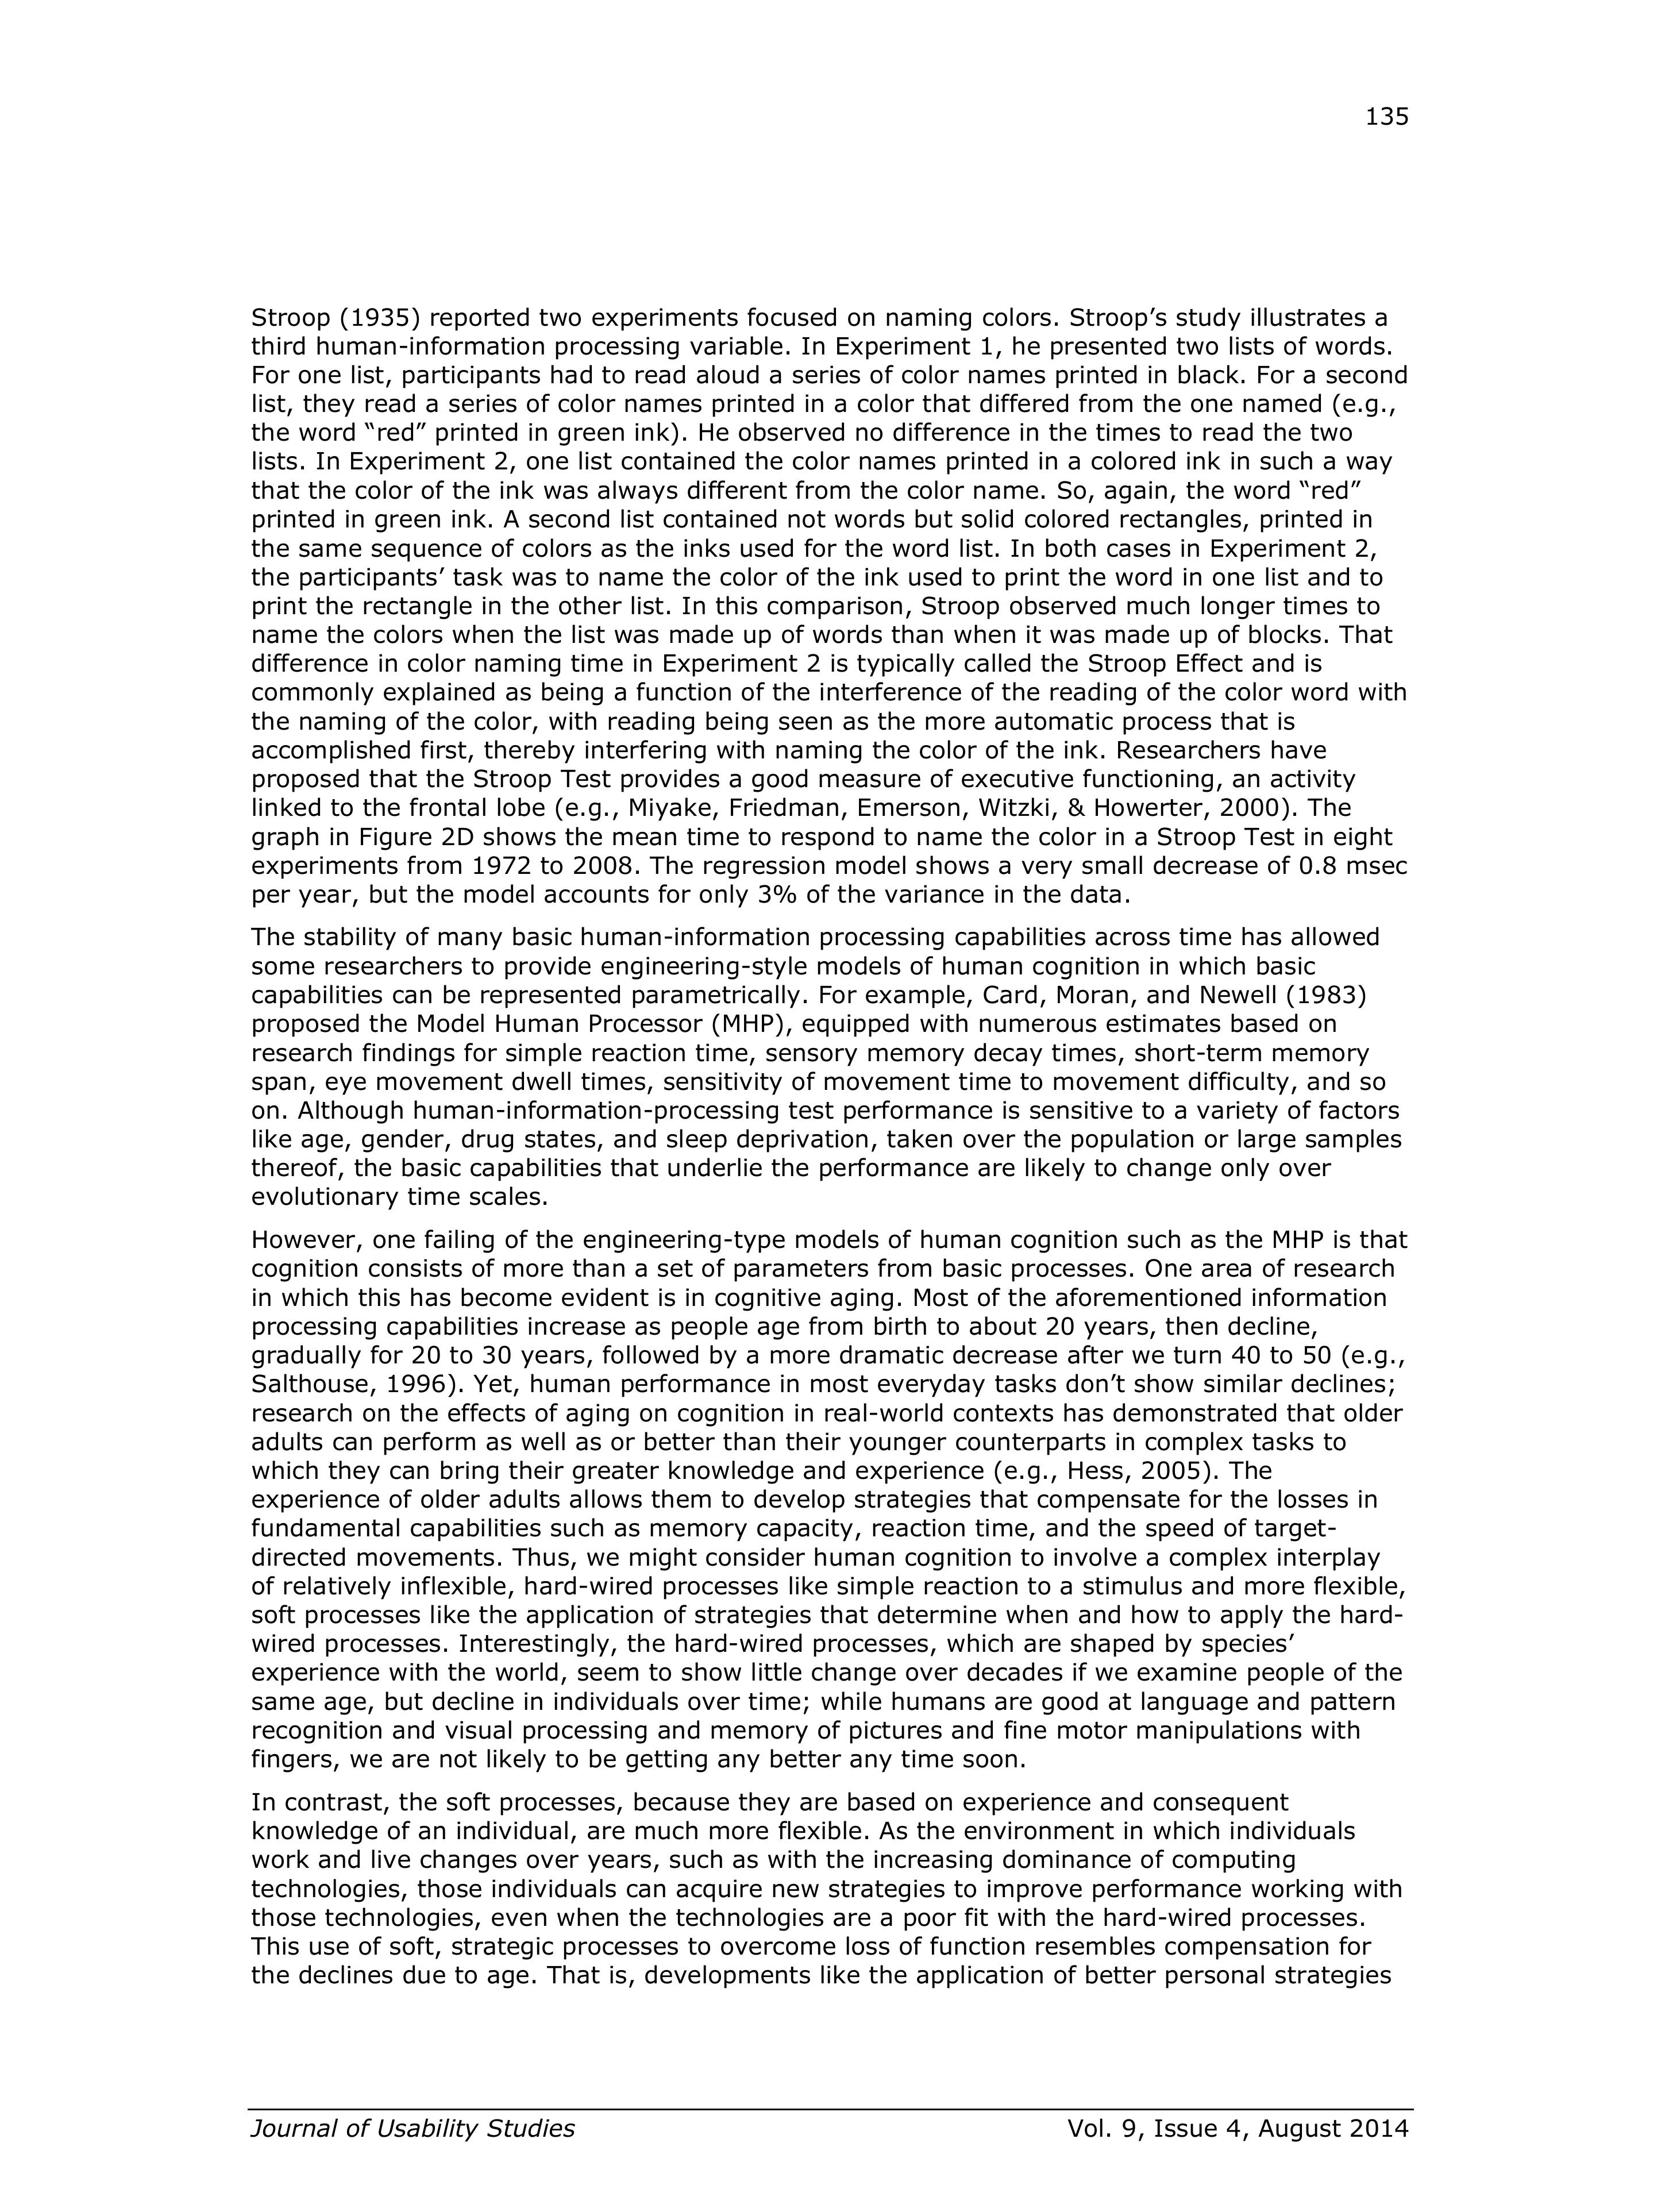 135
Stroop (1935) reported two experiments focused on naming colors. Stroop’s study illustrates a
third human-information processing variable. In Experiment 1, he presented two lists of words.
For one list, participants had to read aloud a series of color names printed in black. For a second
list, they read a series of color names printed in a color that differed from the one named (e.g.,
the word “red” printed in green ink). He observed no difference in the times to read the two
lists. In Experiment 2, one list contained the color names printed in a colored ink in such a way
that the color of the ink was always different from the color name. So, again, the word “red”
printed in green ink. A second list contained not words but solid colored rectangles, printed in
the same sequence of colors as the inks used for the word list. In both cases in Experiment 2,
the participants’ task was to name the color of the ink used to print the word in one list and to
print the rectangle in the other list. In this comparison, Stroop observed much longer times to
name the colors when the list was made up of words than when it was made up of blocks. That
difference in color naming time in Experiment 2 is typically called the Stroop Effect and is
commonly explained as being a function of the interference of the reading of the color word with
the naming of the color, with reading being seen as the more automatic process that is
accomplished first, thereby interfering with naming the color of the ink. Researchers have
proposed that the Stroop Test provides a good measure of executive functioning, an activity
linked to the frontal lobe (e.g., Miyake, Friedman, Emerson, Witzki, & Howerter, 2000). The
graph in Figure 2D shows the mean time to respond to name the color in a Stroop Test in eight
experiments from 1972 to 2008. The regression model shows a very small decrease of 0.8 msec
per year, but the model accounts for only 3% of the variance in the data.
The stability of many basic human-information processing capabilities across time has allowed
some researchers to provide engineering-style models of human cognition in which basic
capabilities can be represented parametrically. For example, Card, Moran, and Newell (1983)
proposed the Model Human Processor (MHP), equipped with numerous estimates based on
research findings for simple reaction time, sensory memory decay times, short-term memory
span, eye movement dwell times, sensitivity of movement time to movement difficulty, and so
on. Although human-information-processing test performance is sensitive to a variety of factors
like age, gender, drug states, and sleep deprivation, taken over the population or large samples
thereof, the basic capabilities that underlie the performance are likely to change only over
evolutionary time scales.
However, one failing of the engineering-type models of human cognition such as the MHP is that
cognition consists of more than a set of parameters from basic processes. One area of research
in which this has become evident is in cognitive aging. Most of the aforementioned information
processing capabilities increase as people age from birth to about 20 years, then decline,
gradually for 20 to 30 years, followed by a more dramatic decrease after we turn 40 to 50 (e.g.,
Salthouse, 1996). Yet, human performance in most everyday tasks don’t show similar declines;
research on the effects of aging on cognition in real-world contexts has demonstrated that older
adults can perform as well as or better than their younger counterparts in complex tasks to
which they can bring their greater knowledge and experience (e.g., Hess, 2005). The
experience of older adults allows them to develop strategies that compensate for the losses in
fundamental capabilities such as memory capacity, reaction time, and the speed of target-
directed movements. Thus, we might consider human cognition to involve a complex interplay
of relatively inflexible, hard-wired processes like simple reaction to a stimulus and more flexible,
soft processes like the application of strategies that determine when and how to apply the hard-
wired processes. Interestingly, the hard-wired processes, which are shaped by species’
experience with the world, seem to show little change over decades if we examine people of the
same age, but decline in individuals over time; while humans are good at language and pattern
recognition and visual processing and memory of pictures and fine motor manipulations with
fingers, we are not likely to be getting any better any time soon.
In contrast, the soft processes, because they are based on experience and consequent
knowledge of an individual, are much more flexible. As the environment in which individuals
work and live changes over years, such as with the increasing dominance of computing
technologies, those individuals can acquire new strategies to improve performance working with
those technologies, even when the technologies are a poor fit with the hard-wired processes.
This use of soft, strategic processes to overcome loss of function resembles compensation for
the declines due to age. That is, developments like the application of better personal strategies
Journal of Usability Studies
Vol. 9, Issue 4, August 2014